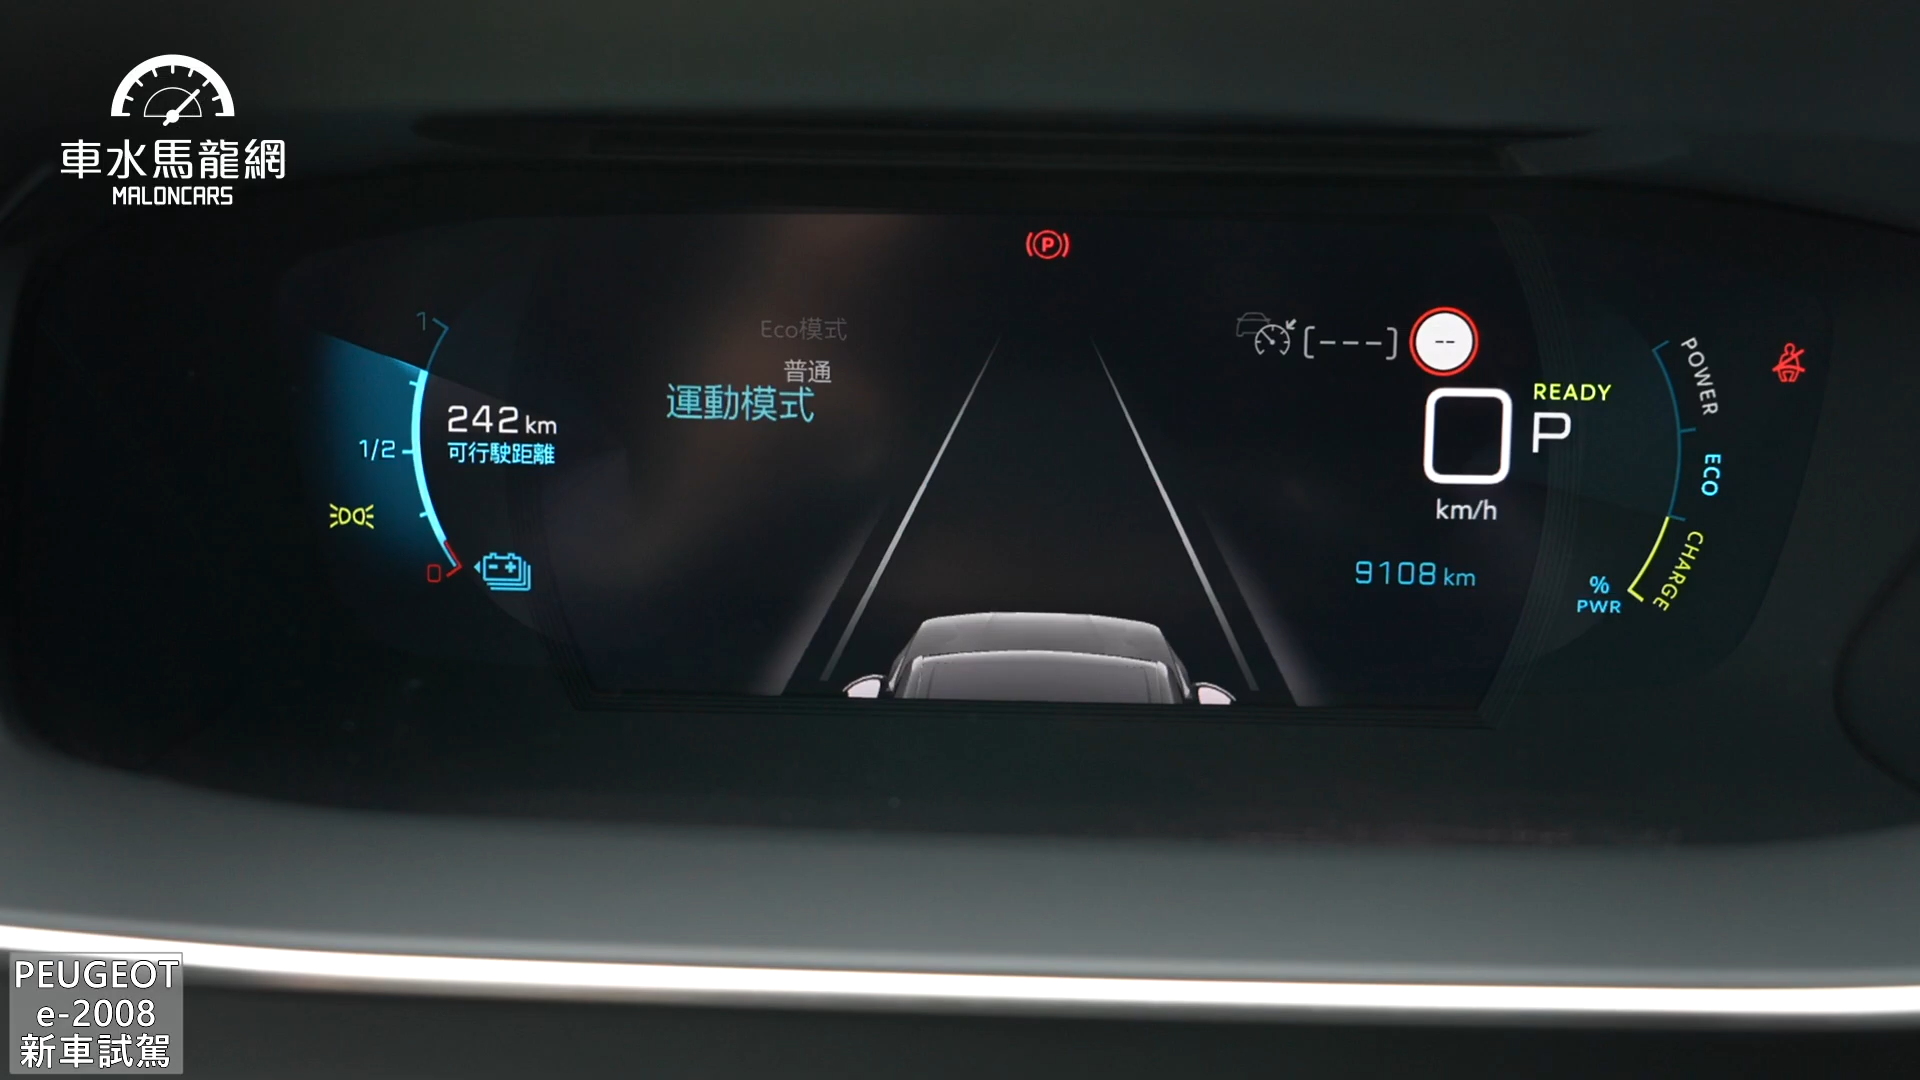 車水馬龍網
MALONCARS
(P)
1
Eco模式
普通
運動模式
[---]
--
POWER
READY
242 km
0
P
1/2
可行駛距離
ECO
km/h
0
9108 km
CHARGE
%
PWR
PEUGEOT
e-2008
新車試駕